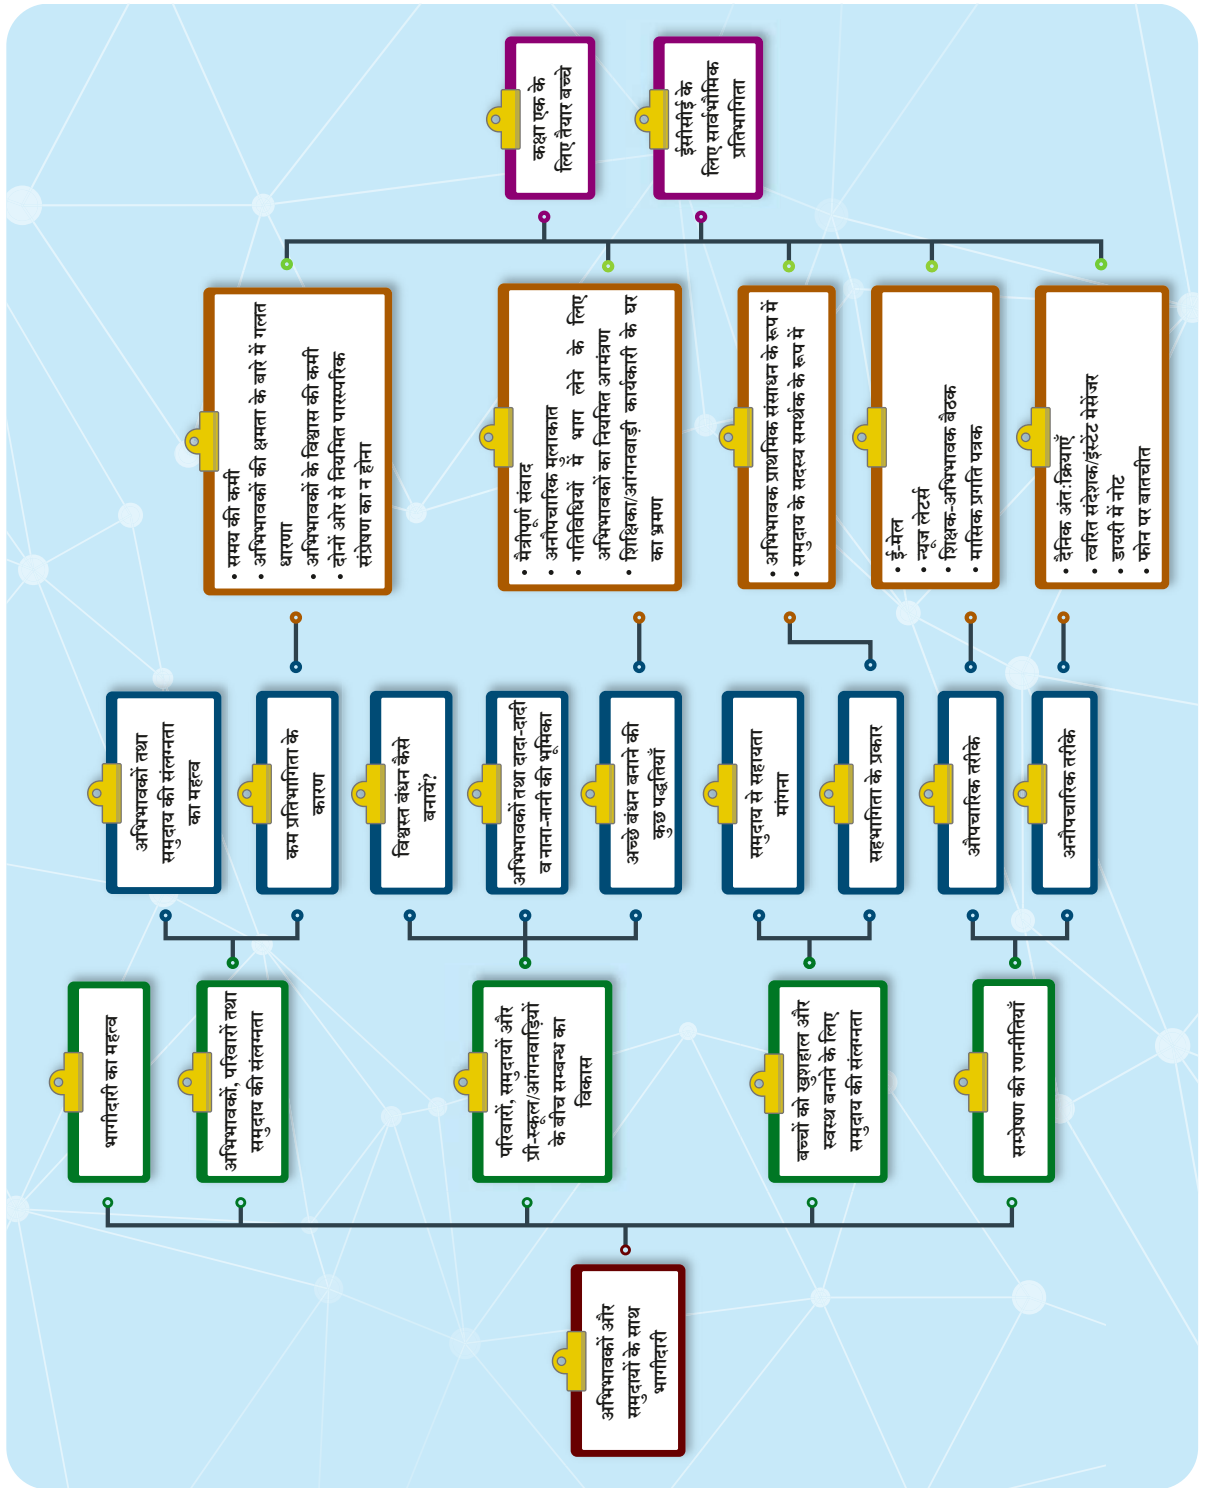 अभिभावकों और
समुदायों के साथ
भागीदारी
भागीदारी का महत्व
अभिभावकों, परिवारों तथा
समुदाय की संलग्नता
परिवारों, समुदायों और
प्री-स्कूल/आंगनवाड़ियों
के बीच सम्बन्ध का
विकास
बच्चों को खुशहाल और
स्वस्थ बनाने के लिए
समुदाय की संलग्नता
सम्प्रेषण की रणनीतियाँ
अभिभावकों तथा
समुदाय की संलग्नता
का महत्व
कम प्रतिभागिता के
कारण
विश्वस्त बंधन कैसे
बनायें?
अभिभावकों तथा दादा-दादी
व नाना-नानी की भूमिका
अच्छे बंधन बनाने की
कुछ पद्धतियाँ
समुदाय से सहायता
मांगना
सहभागिता के प्रकार
औपचारिक तरीके
अनौपचारिक तरीके
• समय की कमी
• अभिभावकों की क्षमता के बारे में गलत
धारणा
• अभिभावकों के विश्वास की कमी
• दोनों ओर से नियमित पारस्परिक
संप्रेषण का न होना
• मैत्रीपूर्ण संवाद
• अनौपचारिक मुलाकात
• गतिविधियों में भाग लेने के लिए
अभिभावकों का नियमित आमंत्रण
• शिक्षिका/आंगनवाड़ी कार्यकारी के घर
का भ्रमण
• अभिभावक प्राथमिक संसाधन के रूप में
• समुदाय के सदस्य समर्थक के रूप में
• ई-मेल
• न्यूज लेटर्स
• शिक्षक-अभिभावक बैठक
• मासिक प्रगति पत्रक
• दैनिक अंत:क्रियाएँ
• त्वरित संदेशक/इंस्टेंट मेसेंजर
• डायरी में नोट
• फोन पर बातचीत
कक्षा एक के
लिए तैयार बच्चे
ईसीसीई के
लिए सार्वभौमिक
प्रतिभागिता